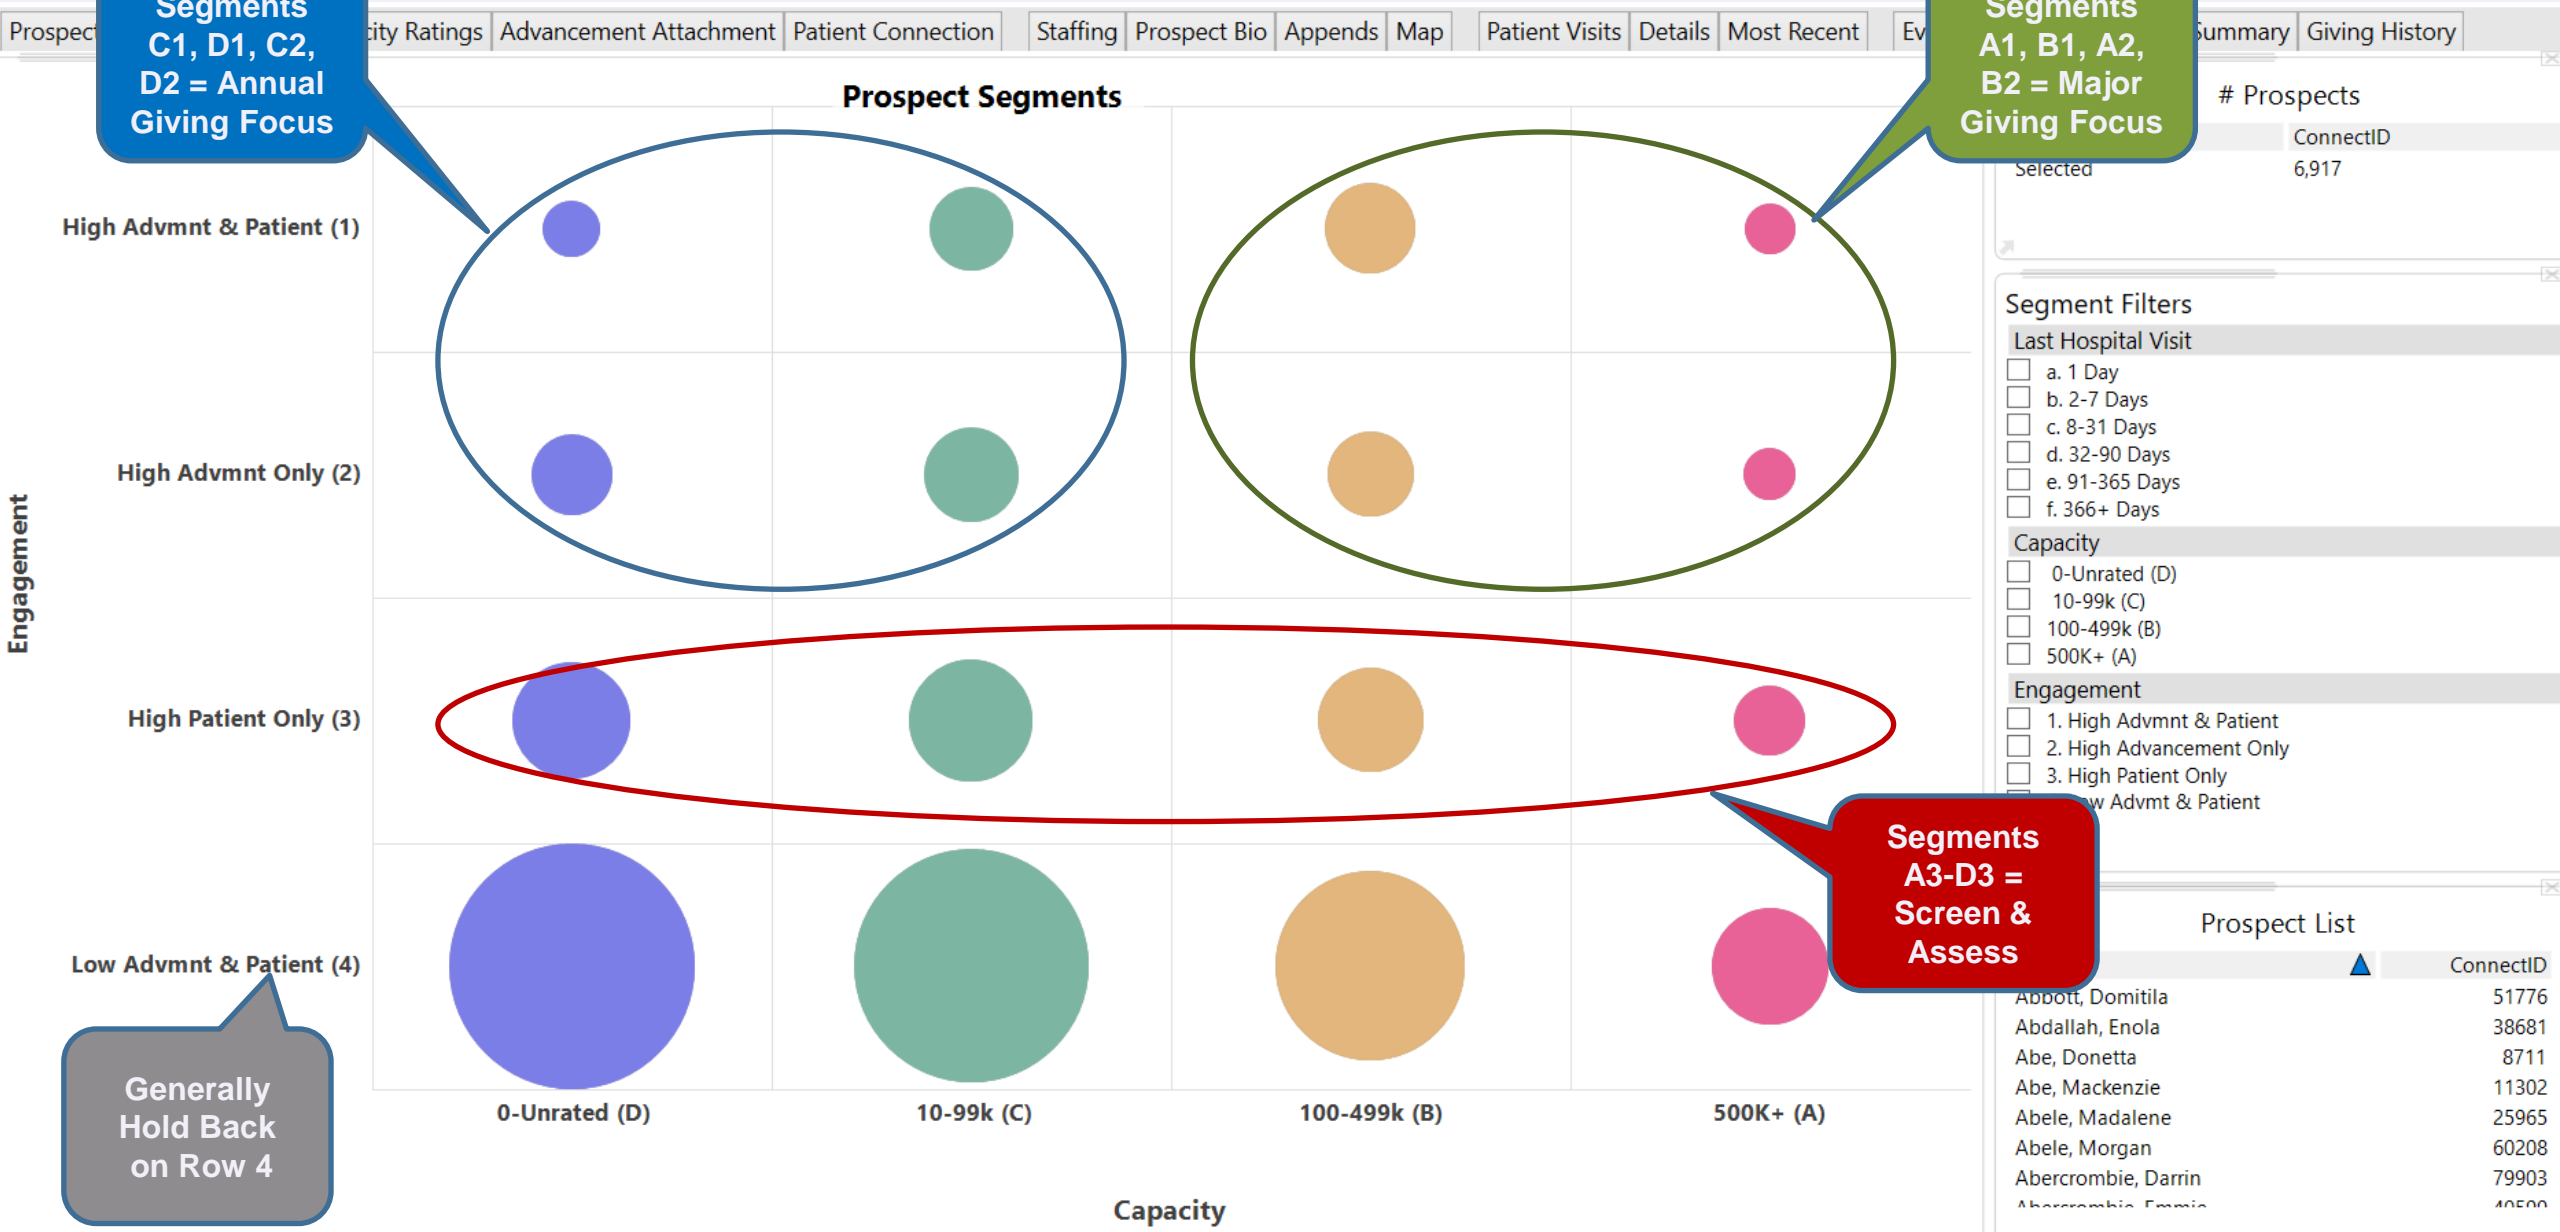 Segments
C1, D1, C2,
D2 = Annual
Giving Focus
Prospect
city Ratings
Advancement Attachment
Patient Connection
Staffing
Prospect Bio
Appends
Map
Patient Visits
Details
Most Recent
Ev
Segments
A1, B1, A2,
B2 = Major
Giving Focus
Summary
Giving History
Prospect Segments
# Prospects
ConnectID
Selected 6,917
Engagement
High Advmnt & Patient (1)
High Advmnt Only (2)
High Patient Only (3)
Low Advmnt & Patient (4)
0-Unrated (D)
10-99k (C)
100-499k (B)
500K+ (A)
Capacity
Generally
Hold Back
on Row 4
Segment Filters
Last Hospital Visit
a. 1 Day
b. 2-7 Days
c. 8-31 Days
d. 32-90 Days
e. 91-365 Days
f. 366+ Days
Capacity
0-Unrated (D)
10-99k (C)
100-499k (B)
500K+ (A)
Engagement
1. High Advmnt & Patient
2. High Advancement Only
3. High Patient Only
Advmt & Patient
Segments
A3-D3 =
Screen &
Assess
Prospect List
ConnectID
Abbott, Domitila 51776
Abdallah, Enola 38681
Abe, Donetta 8711
Abe, Mackenzie 11302
Abele, Madalene 25965
Abele, Morgan 60208
Abercrombie, Darrin 79903